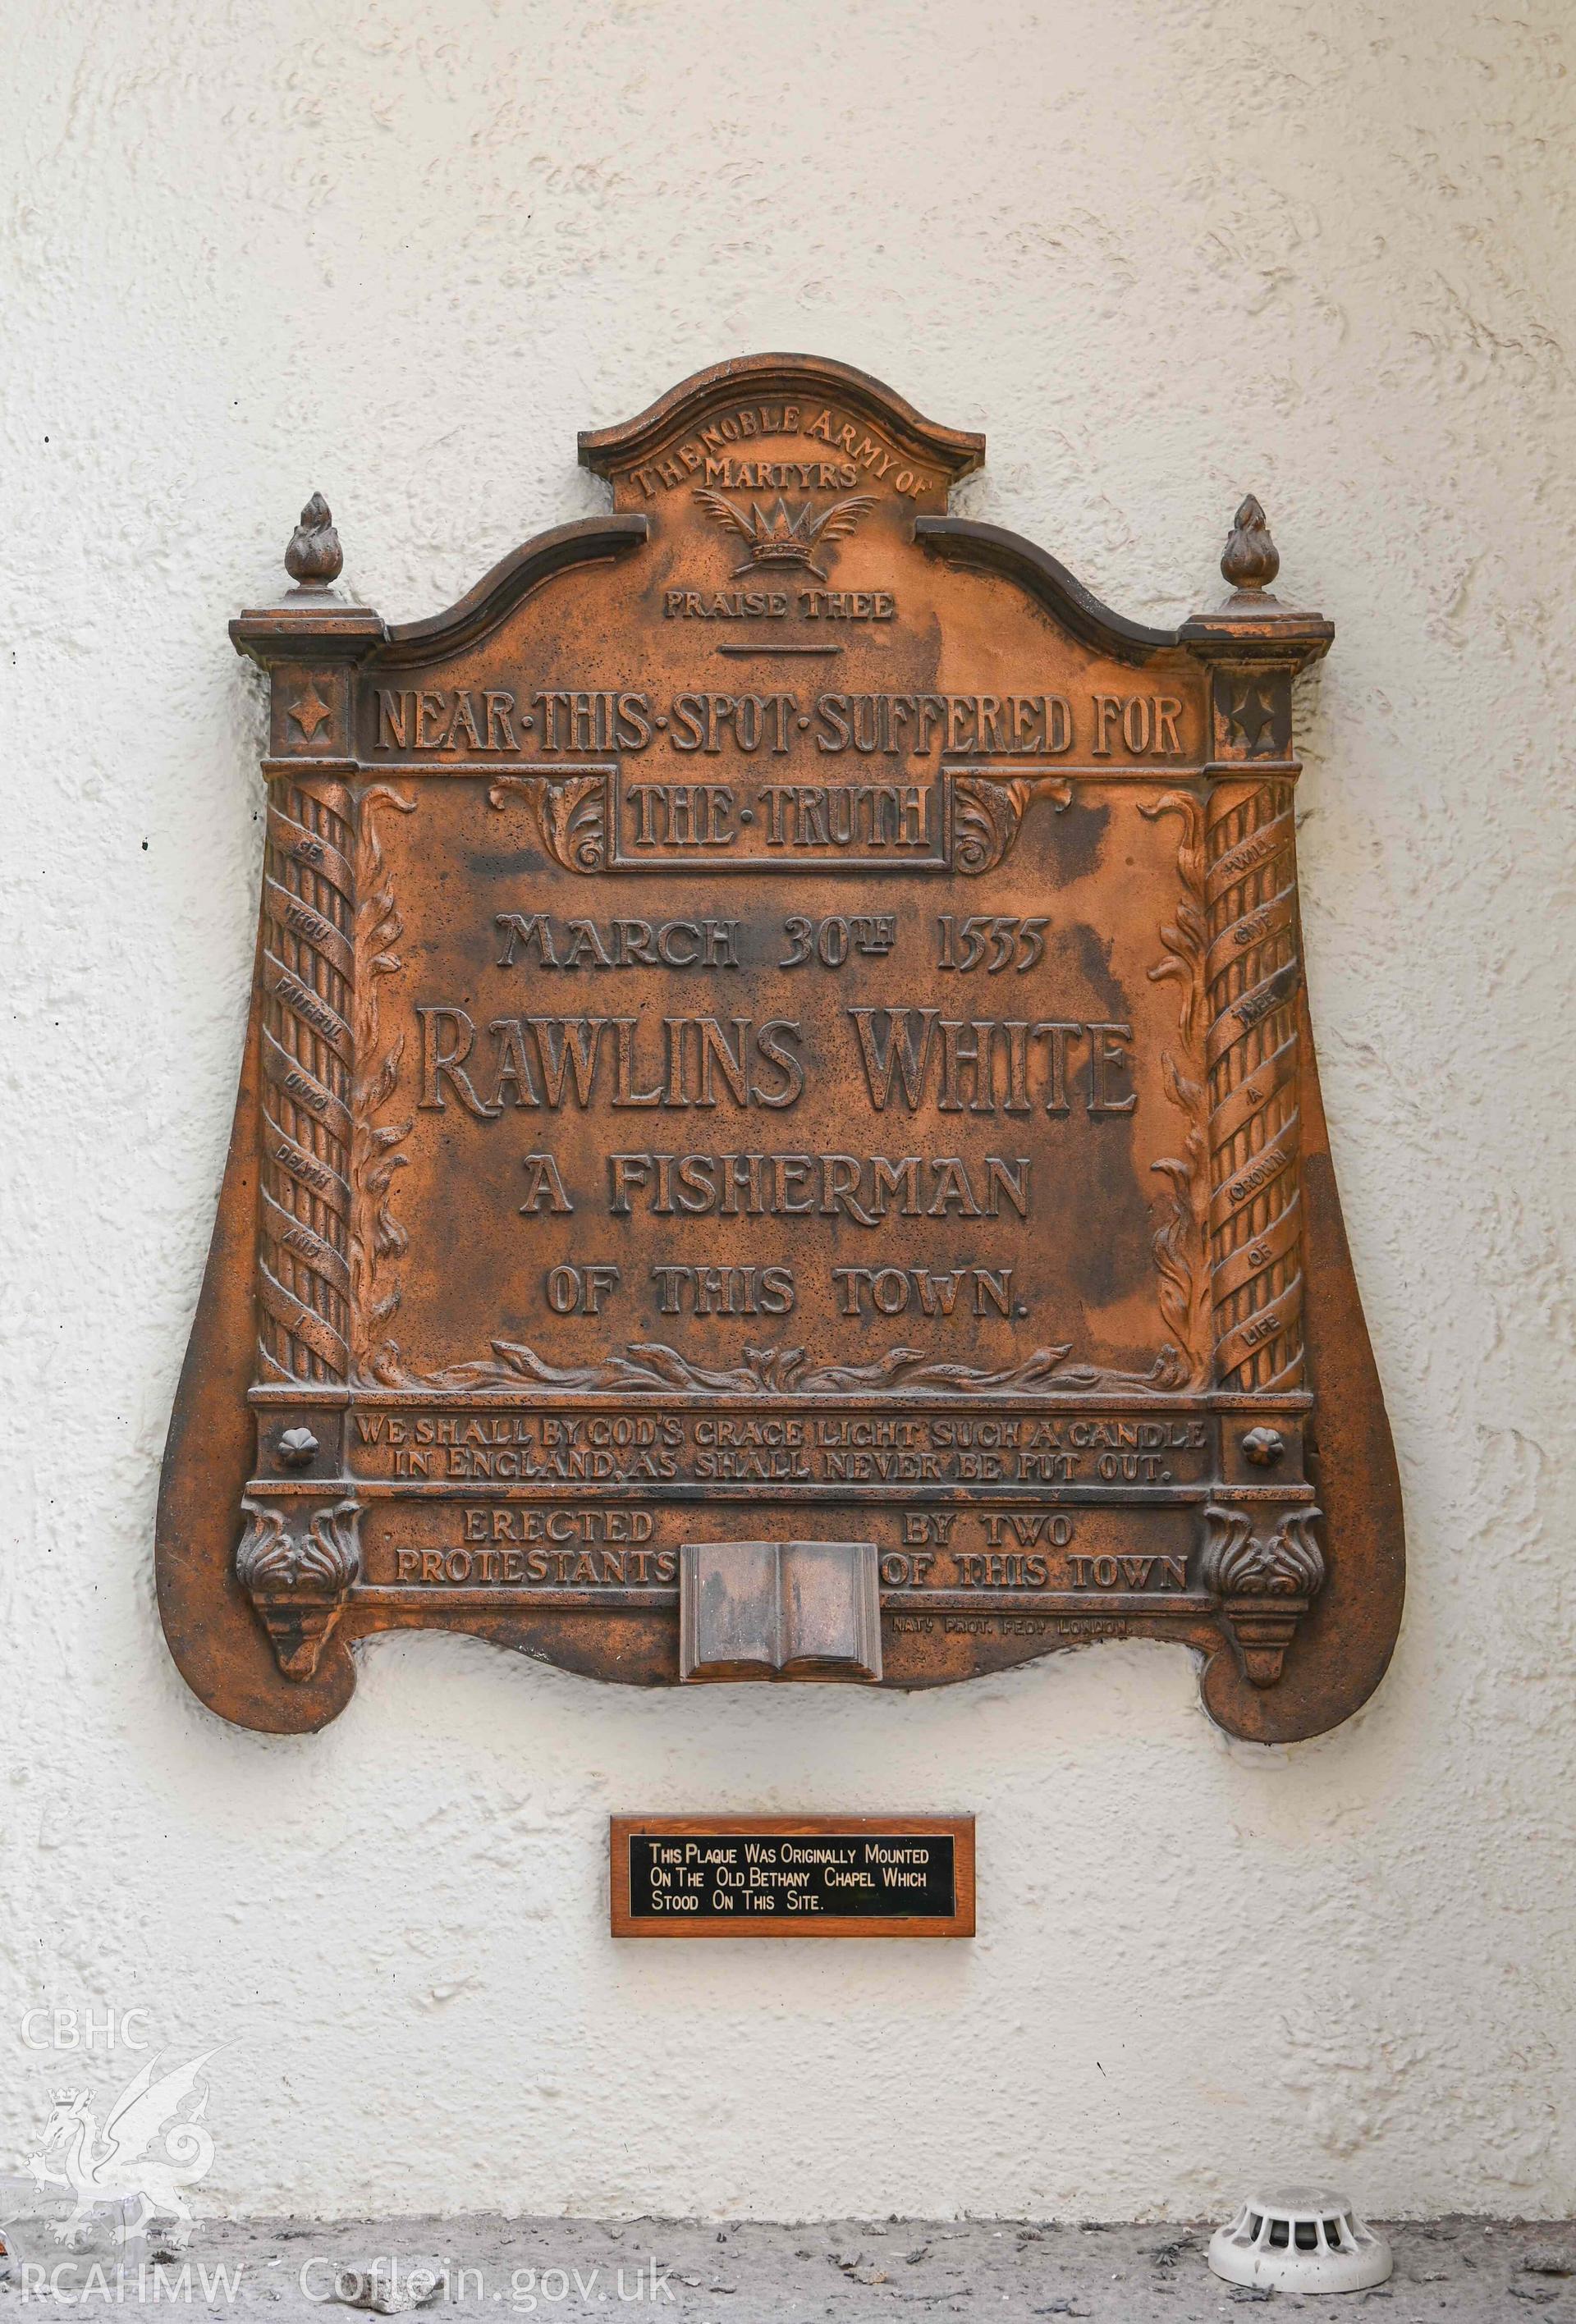 THE NOBLE ARMY OF
MARTYRS
PRAISE THEE
NEAR·THIS·SPOT·SUFFERED FOR
THE·TRUTH
MARCH 30TH 1555
RAWLINS WHITE
A FISHERMAN
OF THIS TOWN.
BE
THOU
FAITHFUL
UNTO
DEATH
AND
I
WILL
GIVE
THEE
A
CROWN
OF
LIFE
WE SHALL BY GOD'S GRACE LIGHT SUCH A CANDLE
IN ENGLAND, AS SHALL NEVER BE PUT OUT.
ERECTED BY TWO
PROTESTANTS OF THIS TOWN
NATL PROT. FEDN LONDON.
THIS PLAQUE WAS ORIGINALLY MOUNTED
ON THE OLD BETHANY CHAPEL WHICH
STOOD ON THIS SITE.
CBHC
RCAHMW Coflein.gov.uk